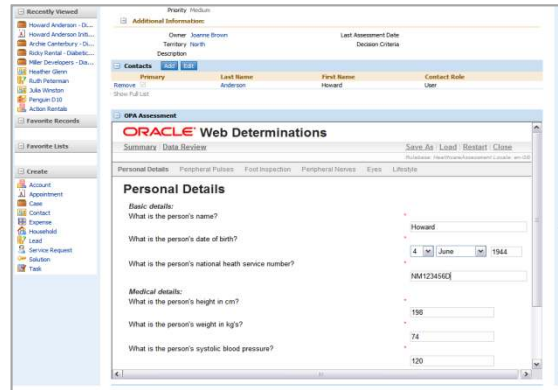 Recently Viewed
Howard Anderson - Di...
Howard Anderson Initi...
Archie Canterbury - Di...
Ricky Rental - Diabetic...
Miller Developers - Dia...
Heather Glenn
Ruth Peterman
Julia Winston
Penguin D10
Action Rentals
Favorite Records
Favorite Lists
Create
Account
Appointment
Case
Contact
Expense
Household
Lead
Service Request
Solution
Task
Priority Medium
Additional Information:
Owner Joanne Brown Last Assessment Date
Territory North Decision Criteria
Description
Contacts Add Edit
Primary Last Name First Name Contact Role
Remove Anderson Howard User
Show Full List
OPA Assessment
ORACLE Web Determinations
Summary Data Review Save As Load Restart Close
Rulebase: HealthcareAssessment Locale: en-GB
Personal Details Peripheral Pulses Foot Inspection Peripheral Nerves Eyes Lifestyle
Personal Details
Basic details:
What is the person's name? *
Howard
What is the person's date of birth? *
4 June 1944
What is the person's national heath service number? *
NM123456D
Medical details:
What is the person's height in cm? *
198
What is the person's weight in kg's? *
74
What is the person's systolic blood pressure? *
120